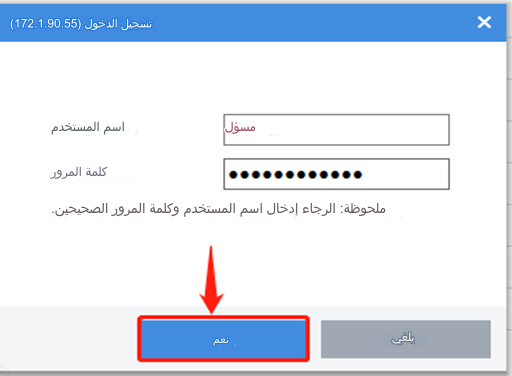 تسجيل الدخول (172.1.90.55)
اسم المستخدم
مسؤل
كلمة المرور
ملحوظة: الرجاء إدخال اسم المستخدم وكلمة المرور الصحيحين.
نعم
يلغي